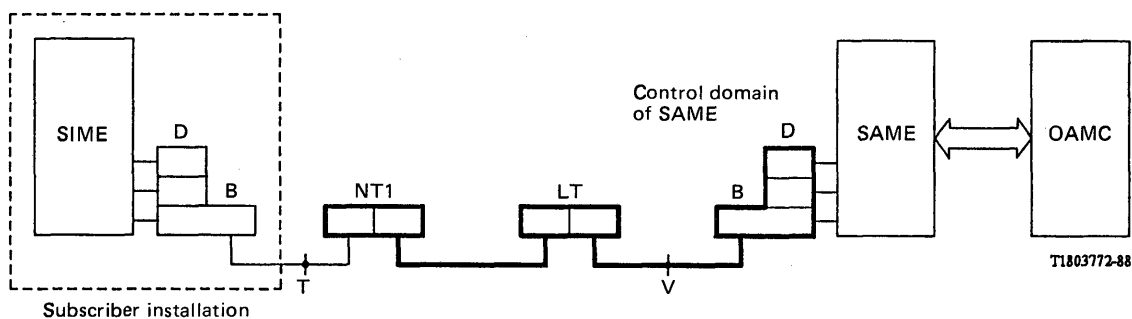 Control domain
of SAME
SIME
D
B
NT1
LT
B
D
SAME
OAMC
T
V
T1803772-88
Subscriber installation